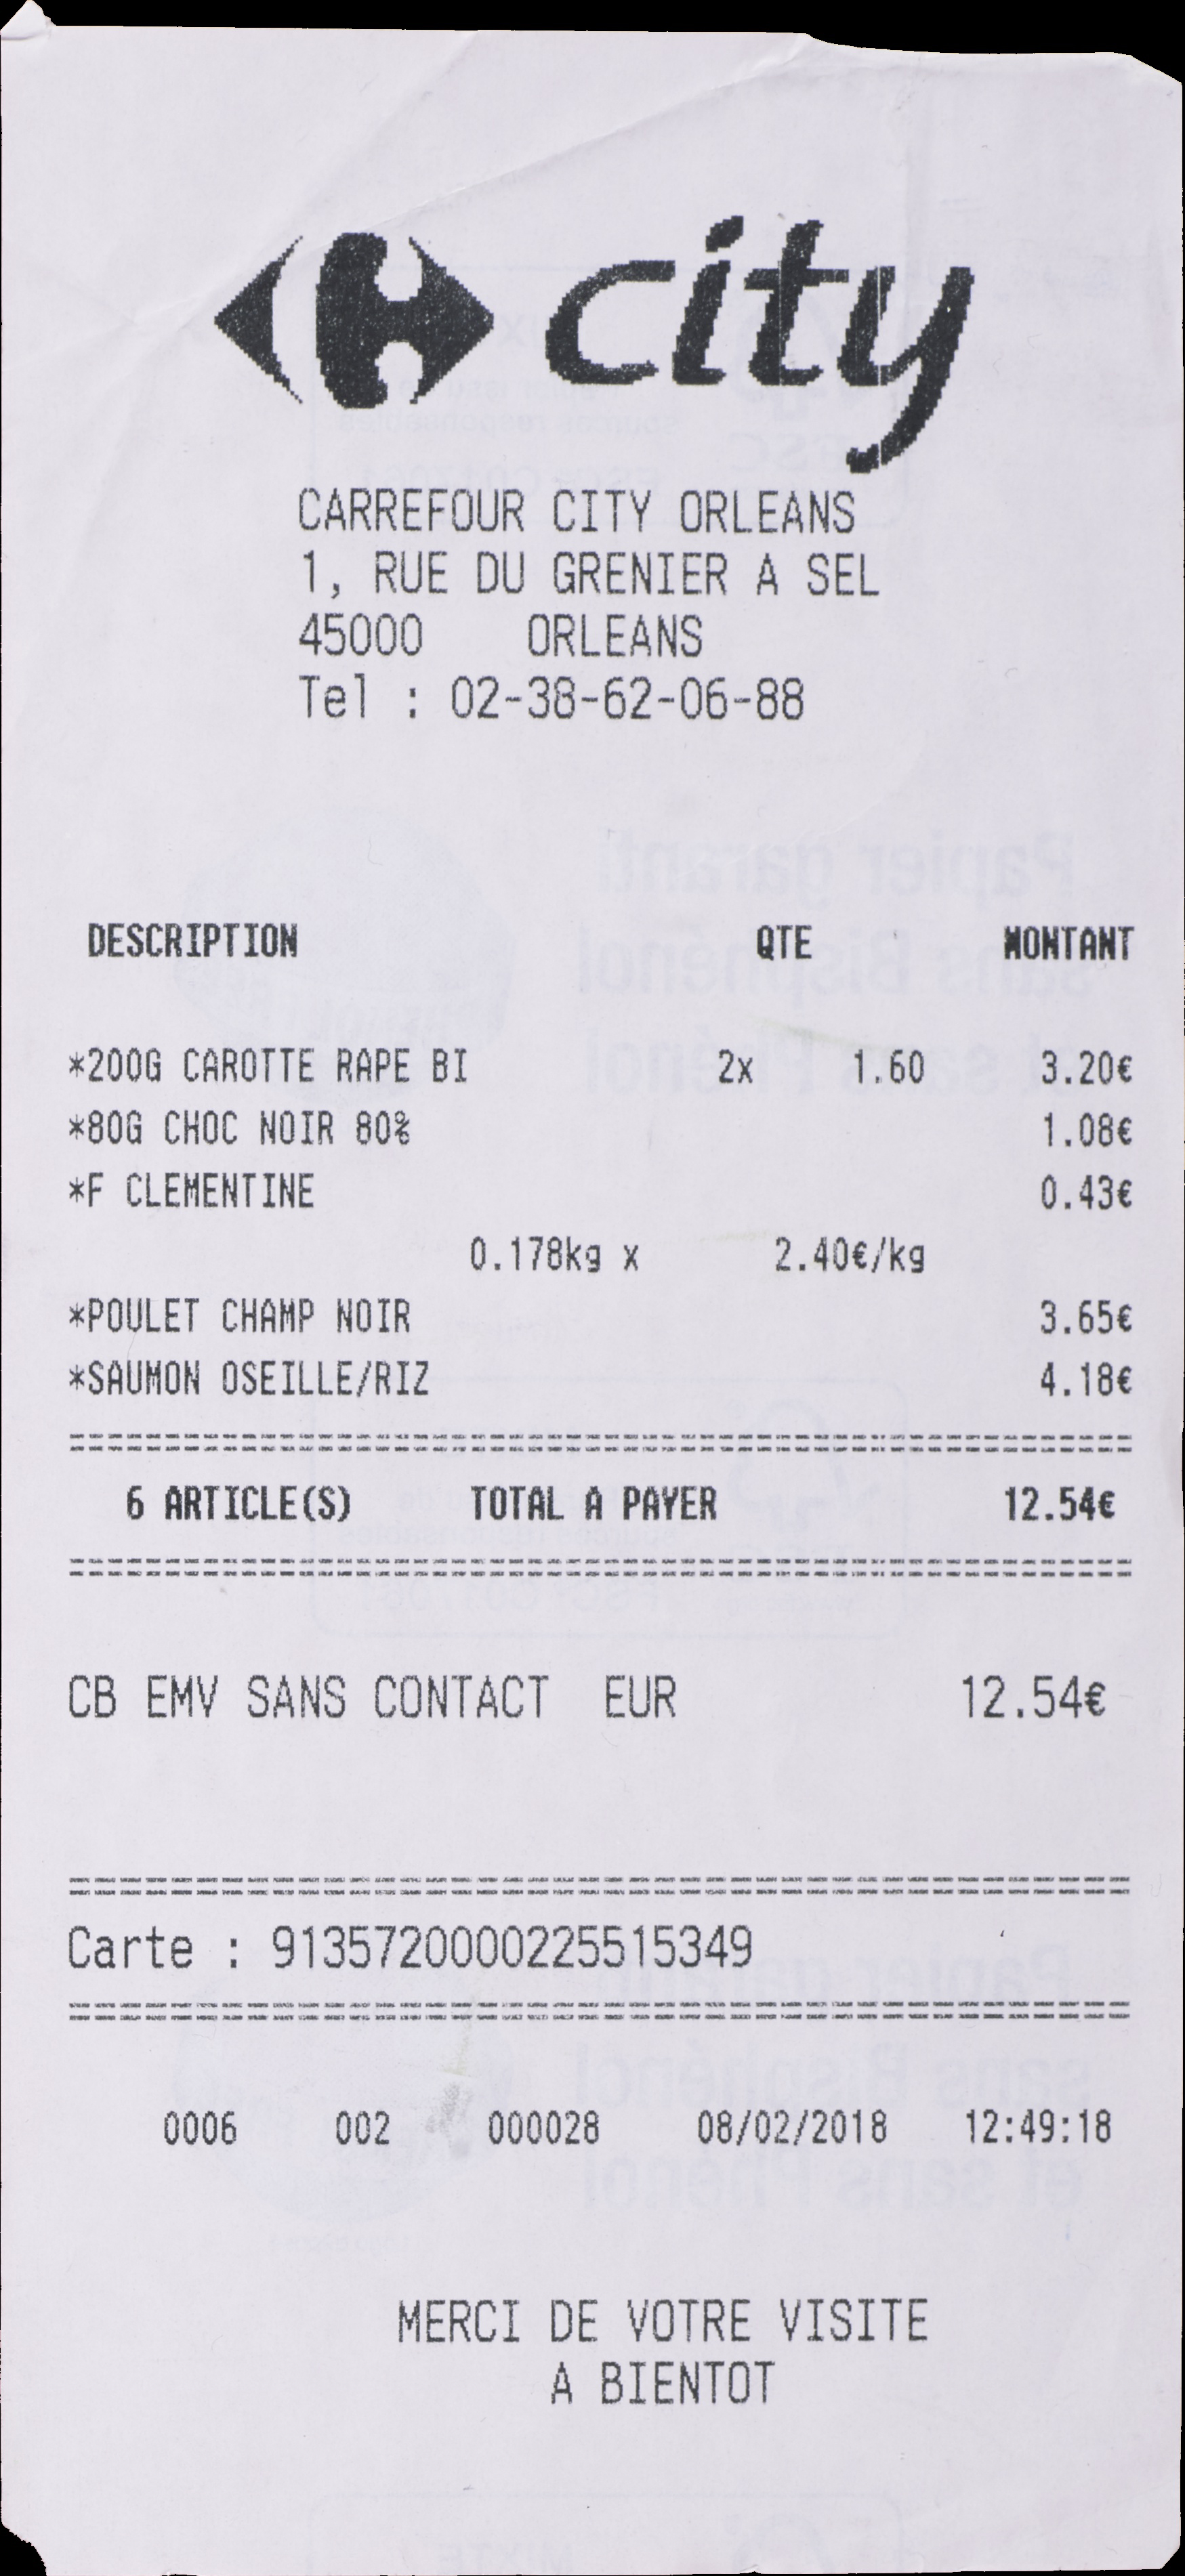 city
CARREFOUR CITY ORLEANS
1, RUE DU GRENIER A SEL
45000 ORLEANS
Tel : 02-38-62-06-88
DESCRIPTION QTE MONTANT
*200G CAROTTE RAPE BI 2x 1.60 3.20€
*80G CHOC NOIR 80% 1.08€
*F CLEMENTINE 0.43€
0.178kg x 2.40€/kg
*POULET CHAMP NOIR 3.65€
*SAUMON OSEILLE/RIZ 4.18€
6 ARTICLE(S) TOTAL A PAYER 12.54€
CB EMV SANS CONTACT EUR 12.54€
Carte : 9135720000225515349
0006 002 000028 08/02/2018 12:49:18
MERCI DE VOTRE VISITE
A BIENTOT